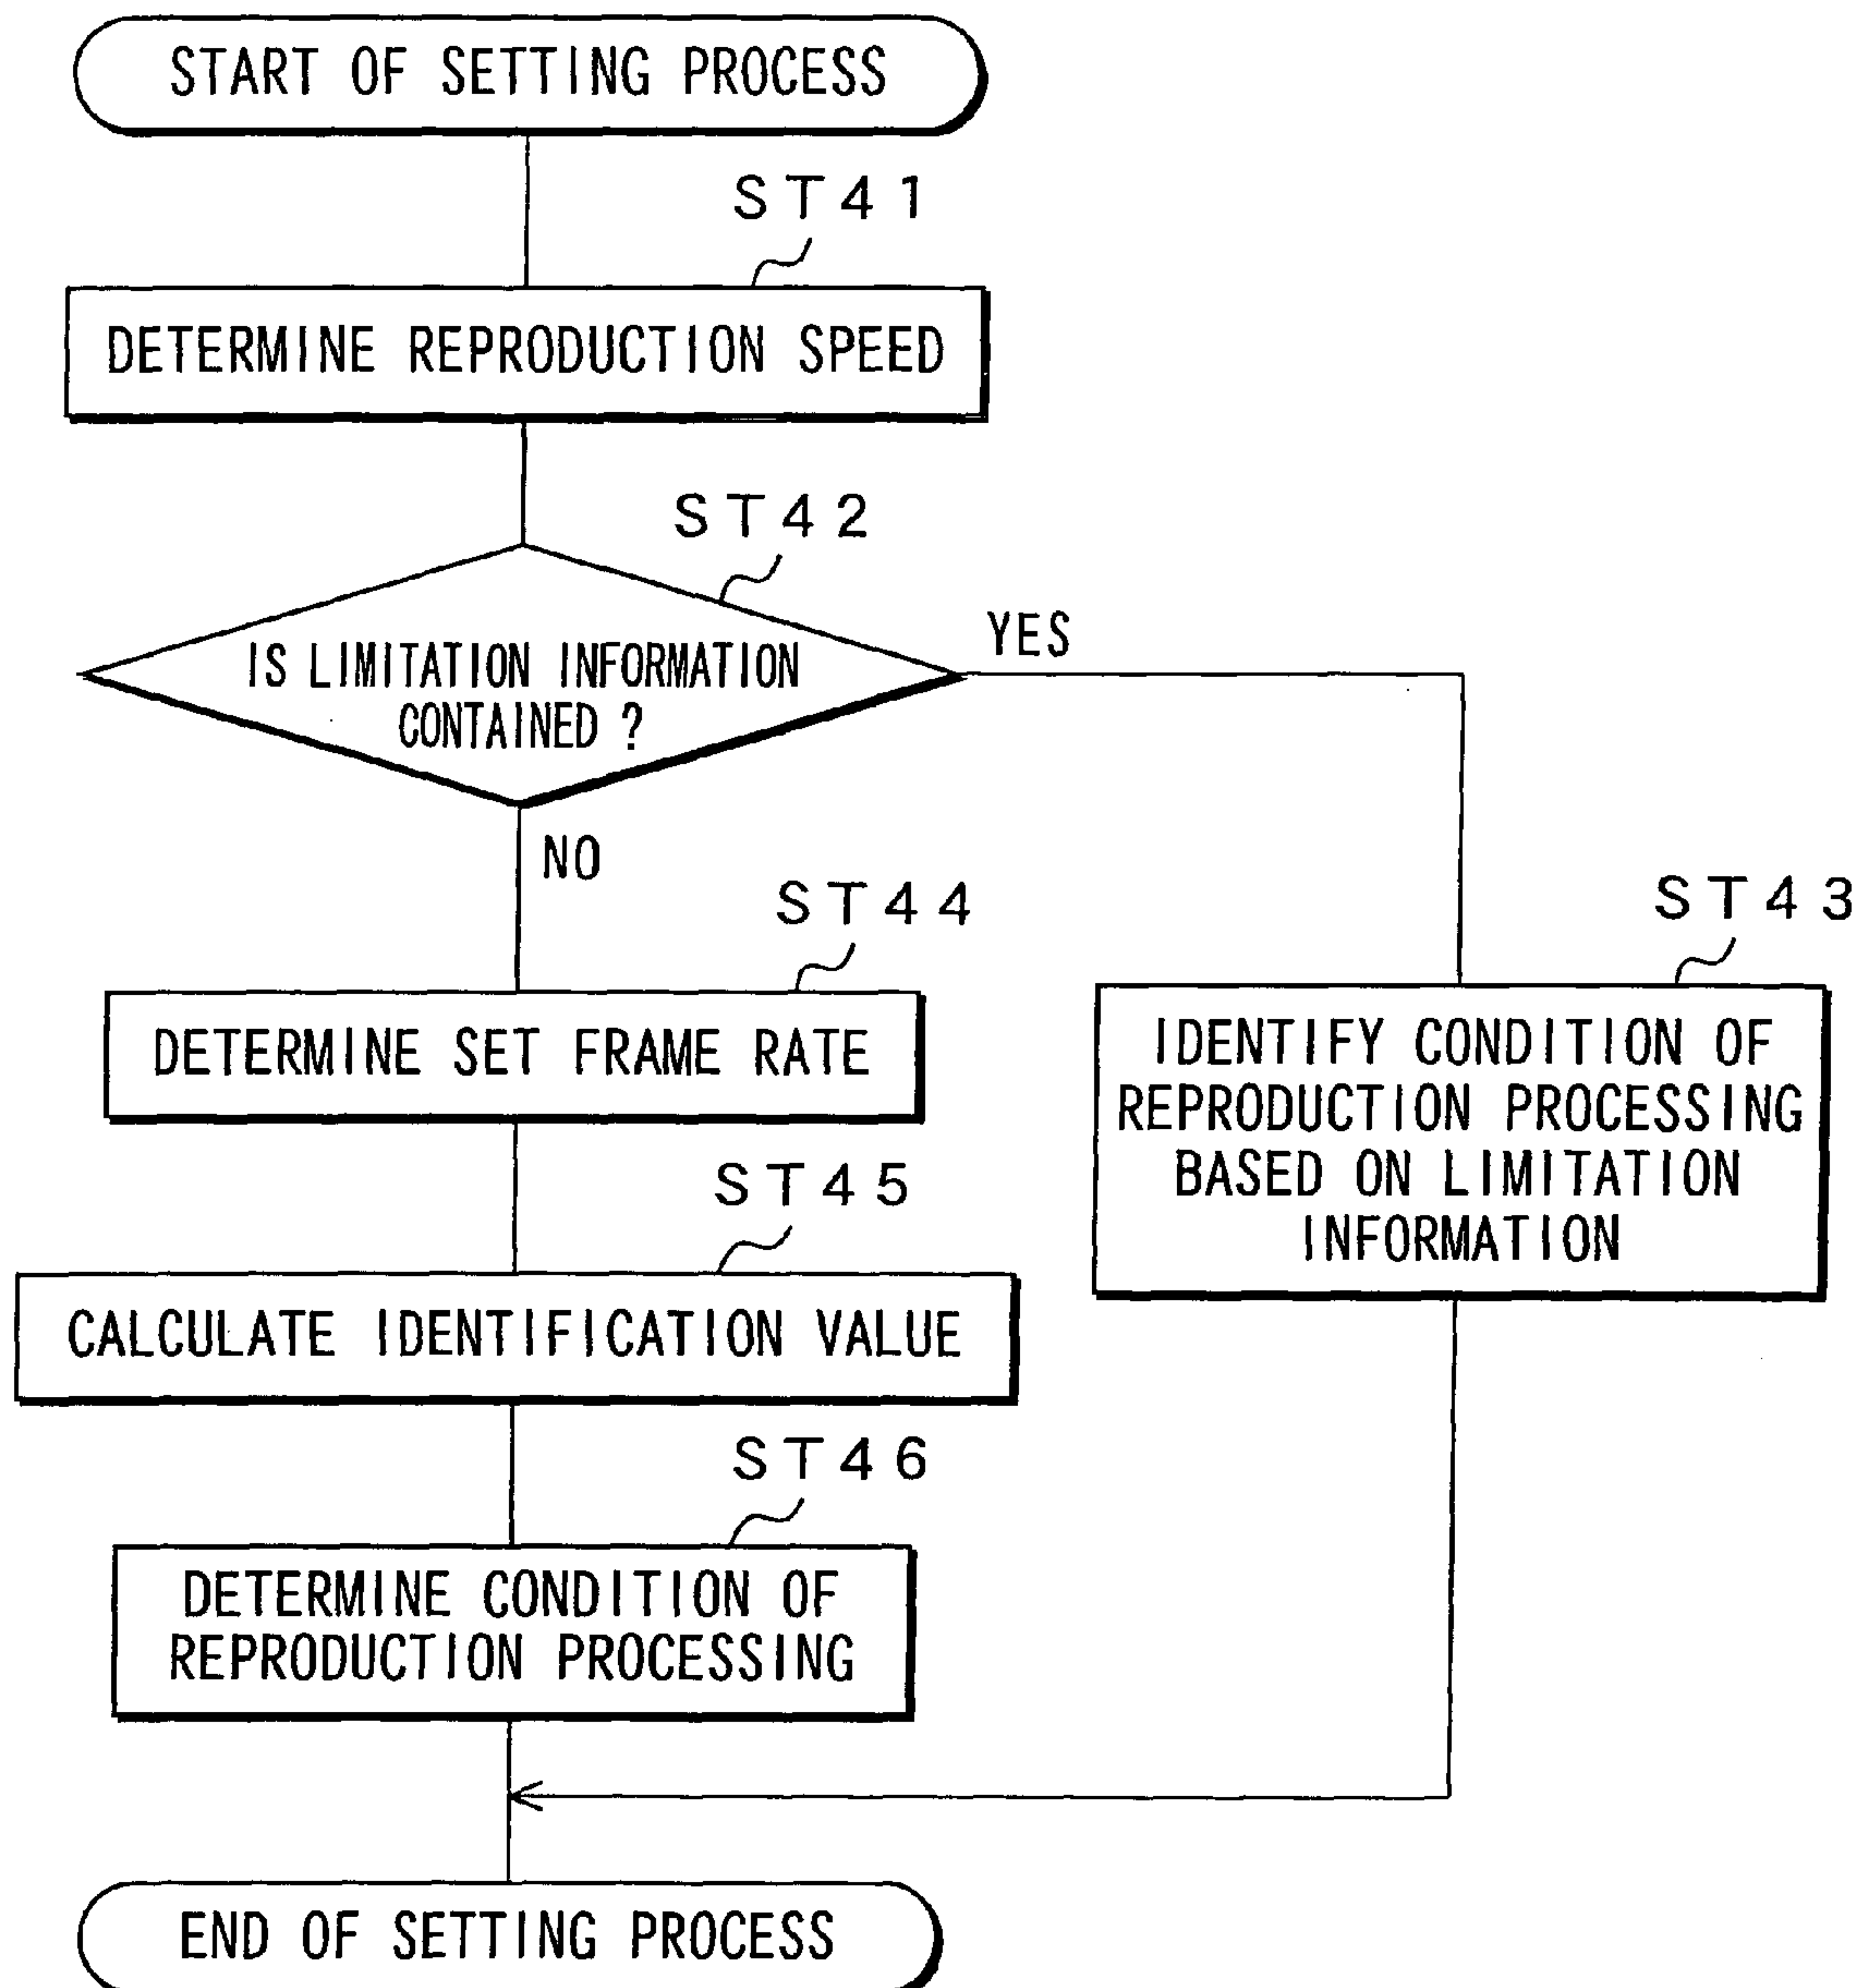 START OF SETTING PROCESS
ST41
DETERMINE REPRODUCTION SPEED
ST42
IS LIMITATION INFORMATION
CONTAINED ?
YES
NO
ST44
DETERMINE SET FRAME RATE
ST43
IDENTIFY CONDITION OF
REPRODUCTION PROCESSING
BASED ON LIMITATION
INFORMATION
ST45
CALCULATE IDENTIFICATION VALUE
ST46
DETERMINE CONDITION OF
REPRODUCTION PROCESSING
END OF SETTING PROCESS